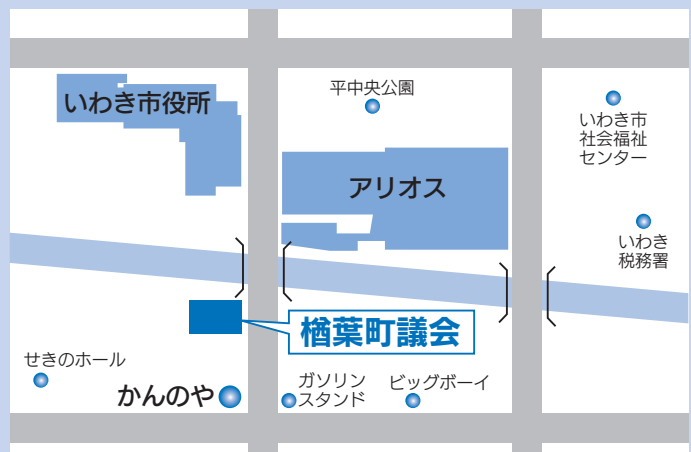 いわき市役所
平中央公園
いわき市
社会福祉
センター
アリオス
いわき
税務署
楢葉町議会
せきのホール
かんのや
ガソリン
スタンド
ビッグボーイ